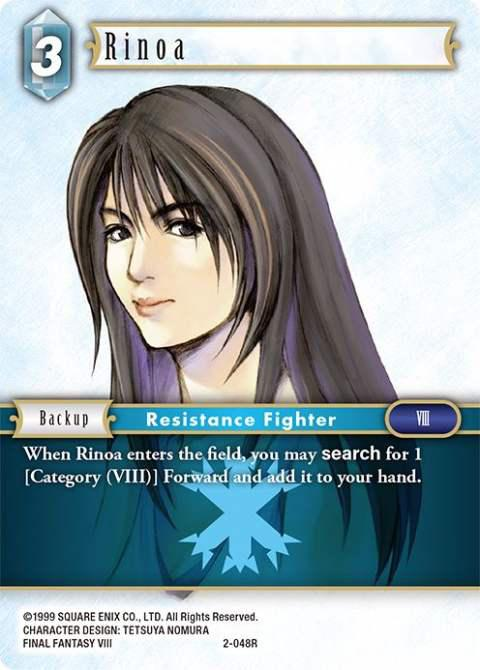 3
Rinoa
Backup
Resistance Fighter
VIII
When Rinoa enters the field, you may search for 1
[Category (VIII)] Forward and add it to your hand.
©1999 SQUARE ENIX CO., LTD. All Rights Reserved.
CHARACTER DESIGN: TETSUYA NOMURA
FINAL FANTASY VIII
2-048R